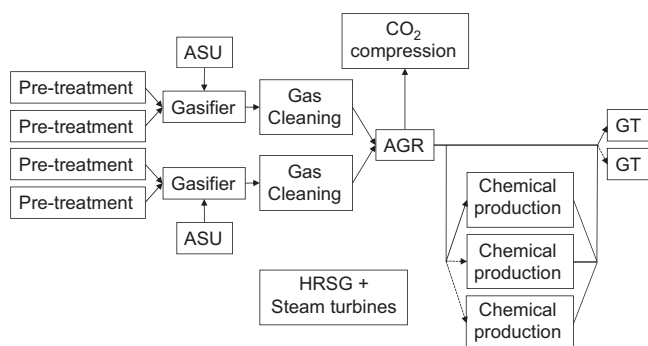 CO2
compression
ASU
Pre-treatment
Pre-treatment
Gasifier
Gas
Cleaning
AGR
GT
GT
Pre-treatment
Pre-treatment
Gasifier
Gas
Cleaning
ASU
Chemical
production
Chemical
production
Chemical
production
HRSG +
Steam turbines